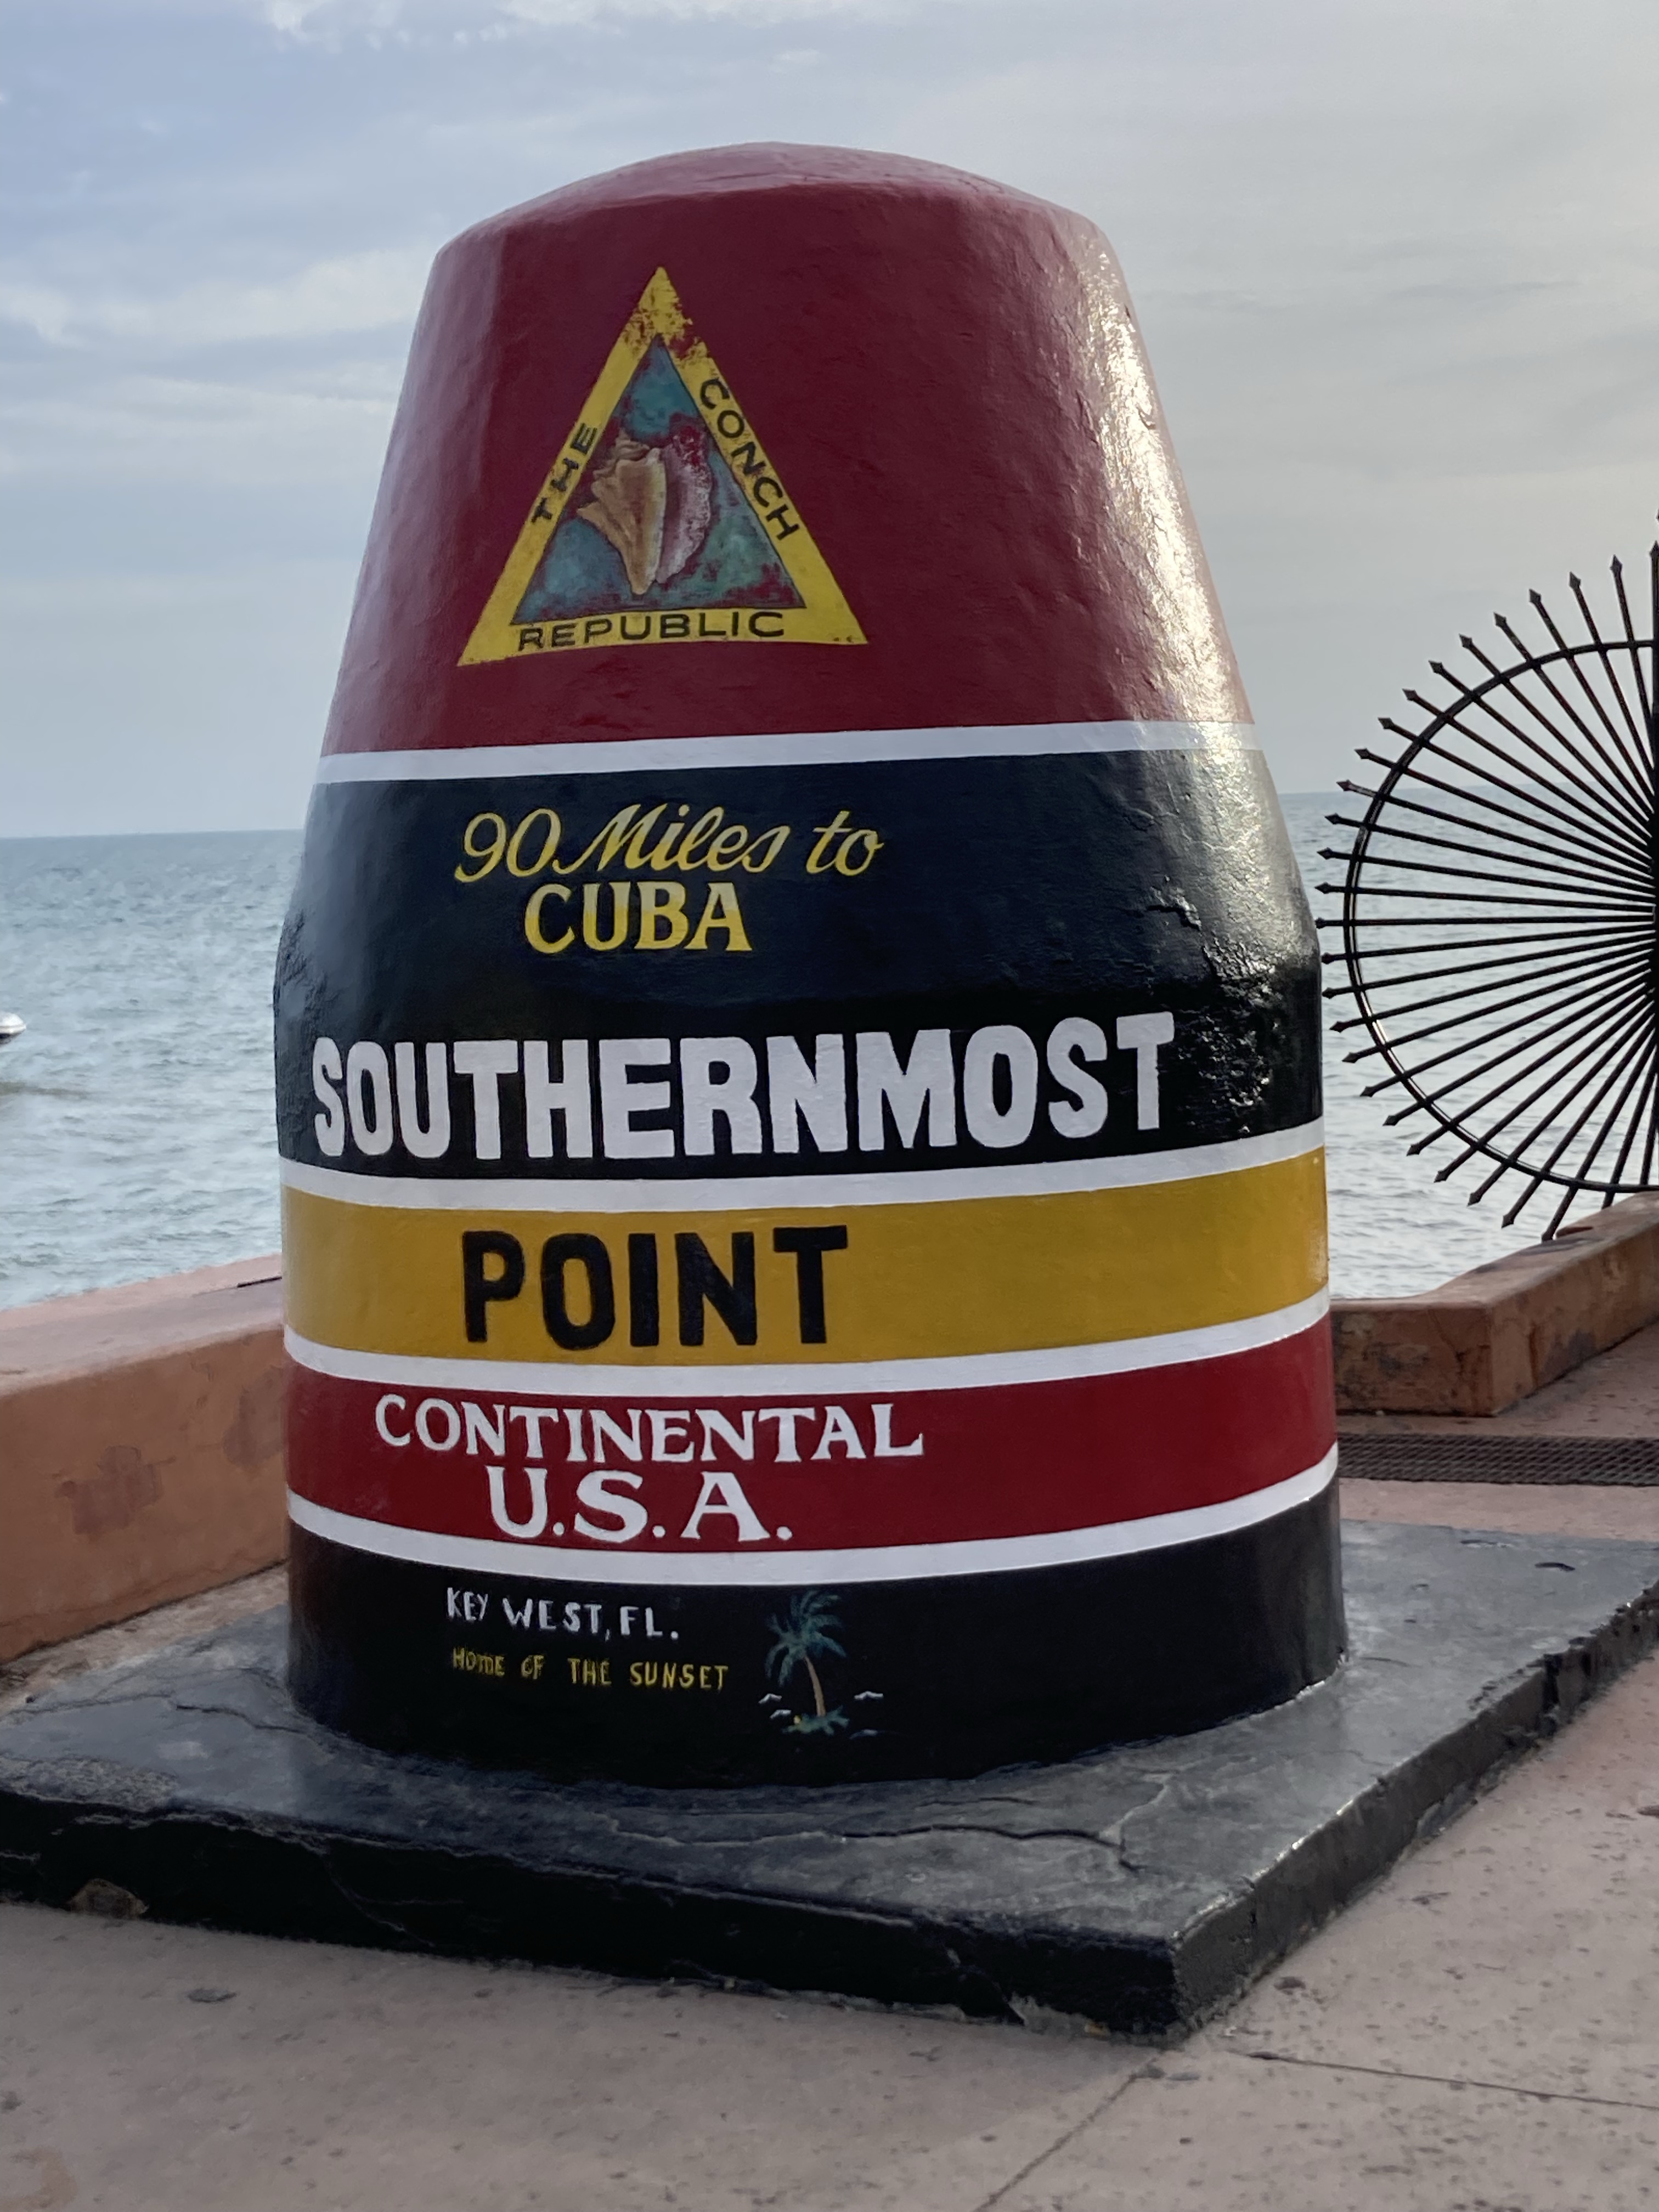 THE CONCH
REPUBLIC
90 Miles to
CUBA
SOUTHERNMOST
POINT
CONTINENTAL
U.S.A.
KEY WEST, FL.
HOME OF THE SUNSET